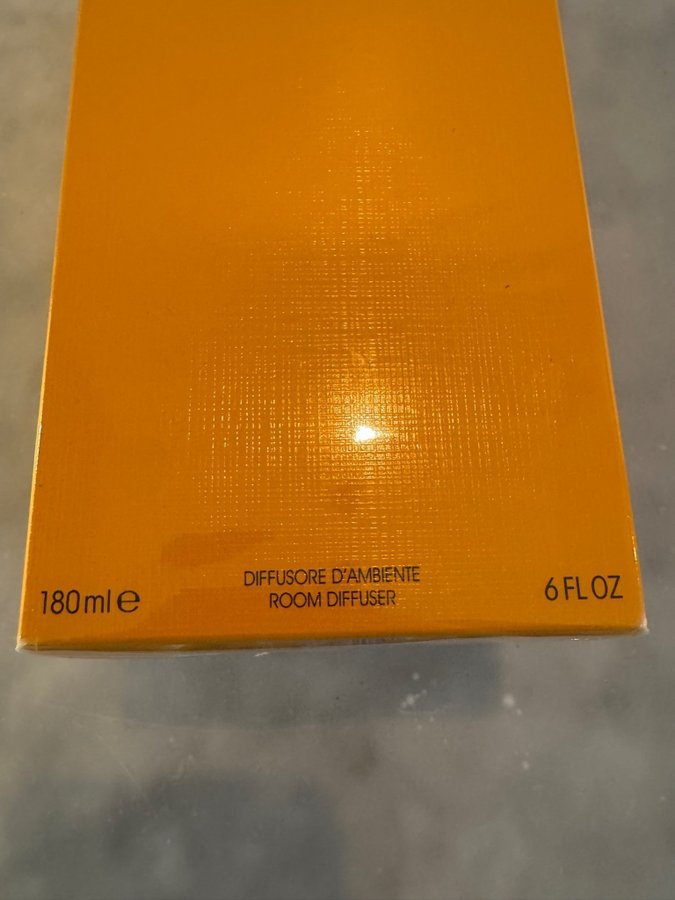 DIFFUSORE D'AMBIENTE
180 ml ℮ ROOM DIFFUSER 6 FL OZ